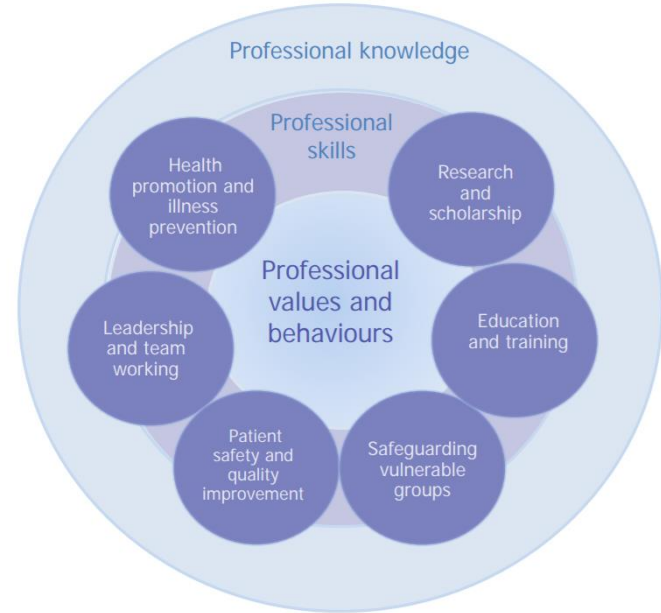 Professional knowledge
Professional
skills
Health
promotion and
illness
prevention
Research
and
scholarship
Professional
values and
behaviours
Leadership
and team
working
Education
and training
Patient
safety and
quality
improvement
Safeguarding
vulnerable
groups